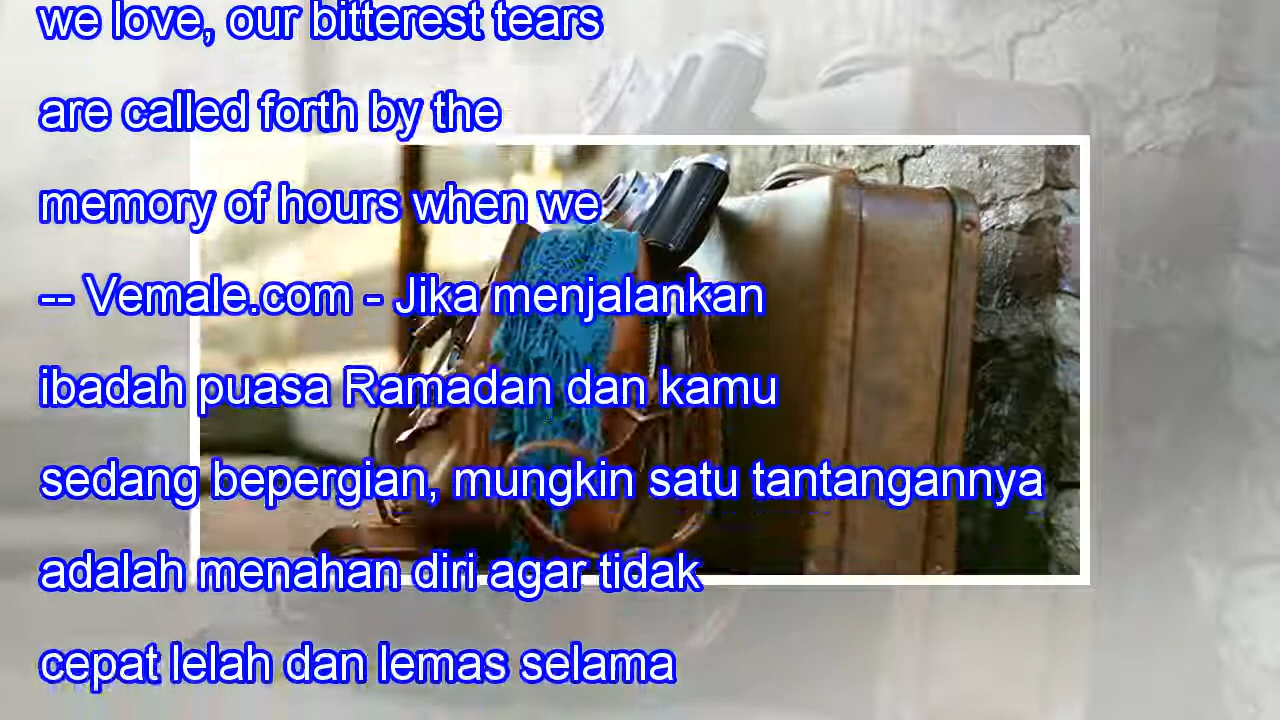 we love, our bitterest tears
are called forth by the
memory of hours when we
-- Vemale.com - Jika menjalankan
ibadah puasa Ramadan dan kamu
sedang bepergian, mungkin satu tantangannya
adalah menahan diri agar tidak
cepat lelah dan lemas selama